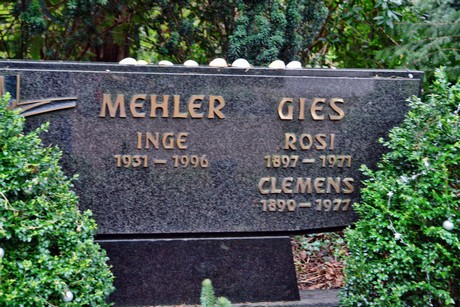 MEHLER
INGE
1931 – 1996
GIES
ROSI
1897 – 1971
CLEMENS
1890 – 1977